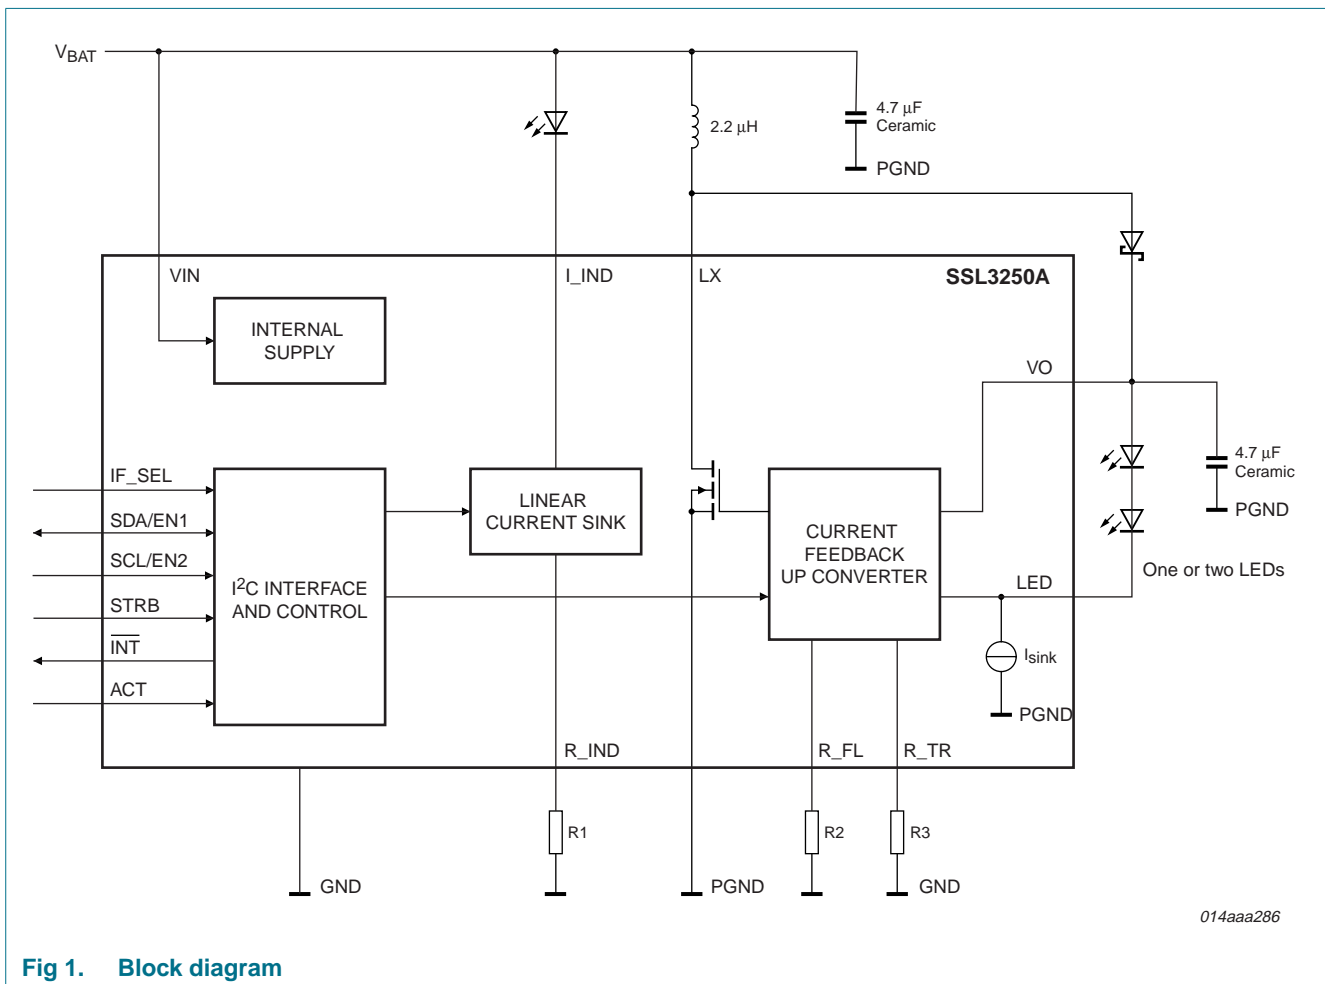 VBAT
4.7 μF
Ceramic
2.2 μH
PGND
VIN
I_IND
LX
SSL3250A
INTERNAL
SUPPLY
VO
IF_SEL
SDA/EN1
SCL/EN2
STRB
INT
ACT
I2C INTERFACE
AND CONTROL
LINEAR
CURRENT SINK
CURRENT
FEEDBACK
UP CONVERTER
4.7 μF
Ceramic
PGND
One or two LEDs
LED
Isink
PGND
R_IND
R_FL
R_TR
R1
R2
R3
GND
PGND
GND
014aaa286
Fig 1. Block diagram